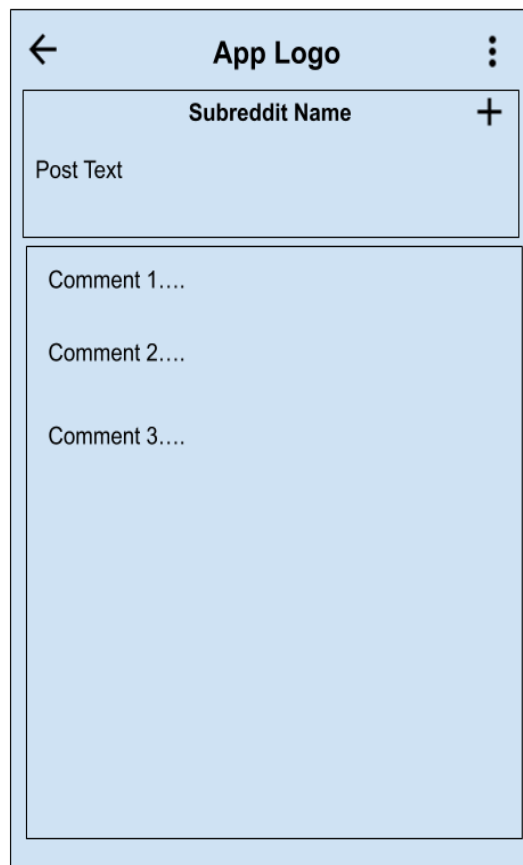 App Logo
Subreddit Name
Post Text
Comment 1....
Comment 2....
Comment 3....